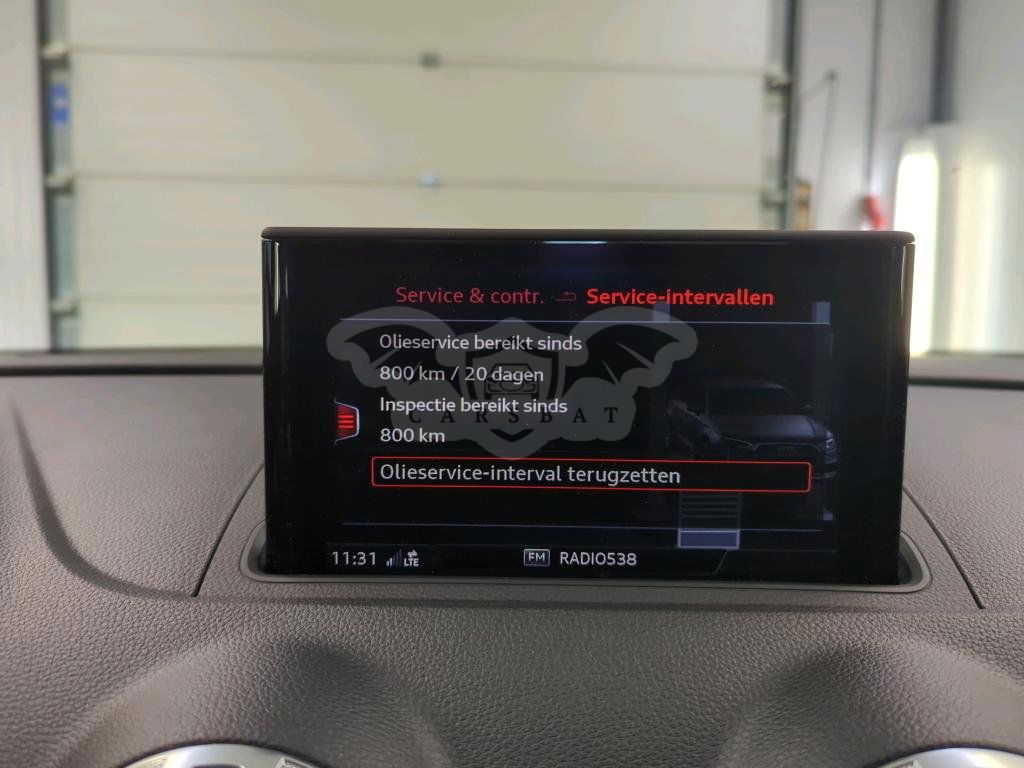 Service & contr. Service-intervallen
Olieservice bereikt sinds
800 km / 20 dagen
Inspectie bereikt sinds
CARSBAT
800 km
Olieservice-interval terugzetten
11:31 LTE FM RADIO538